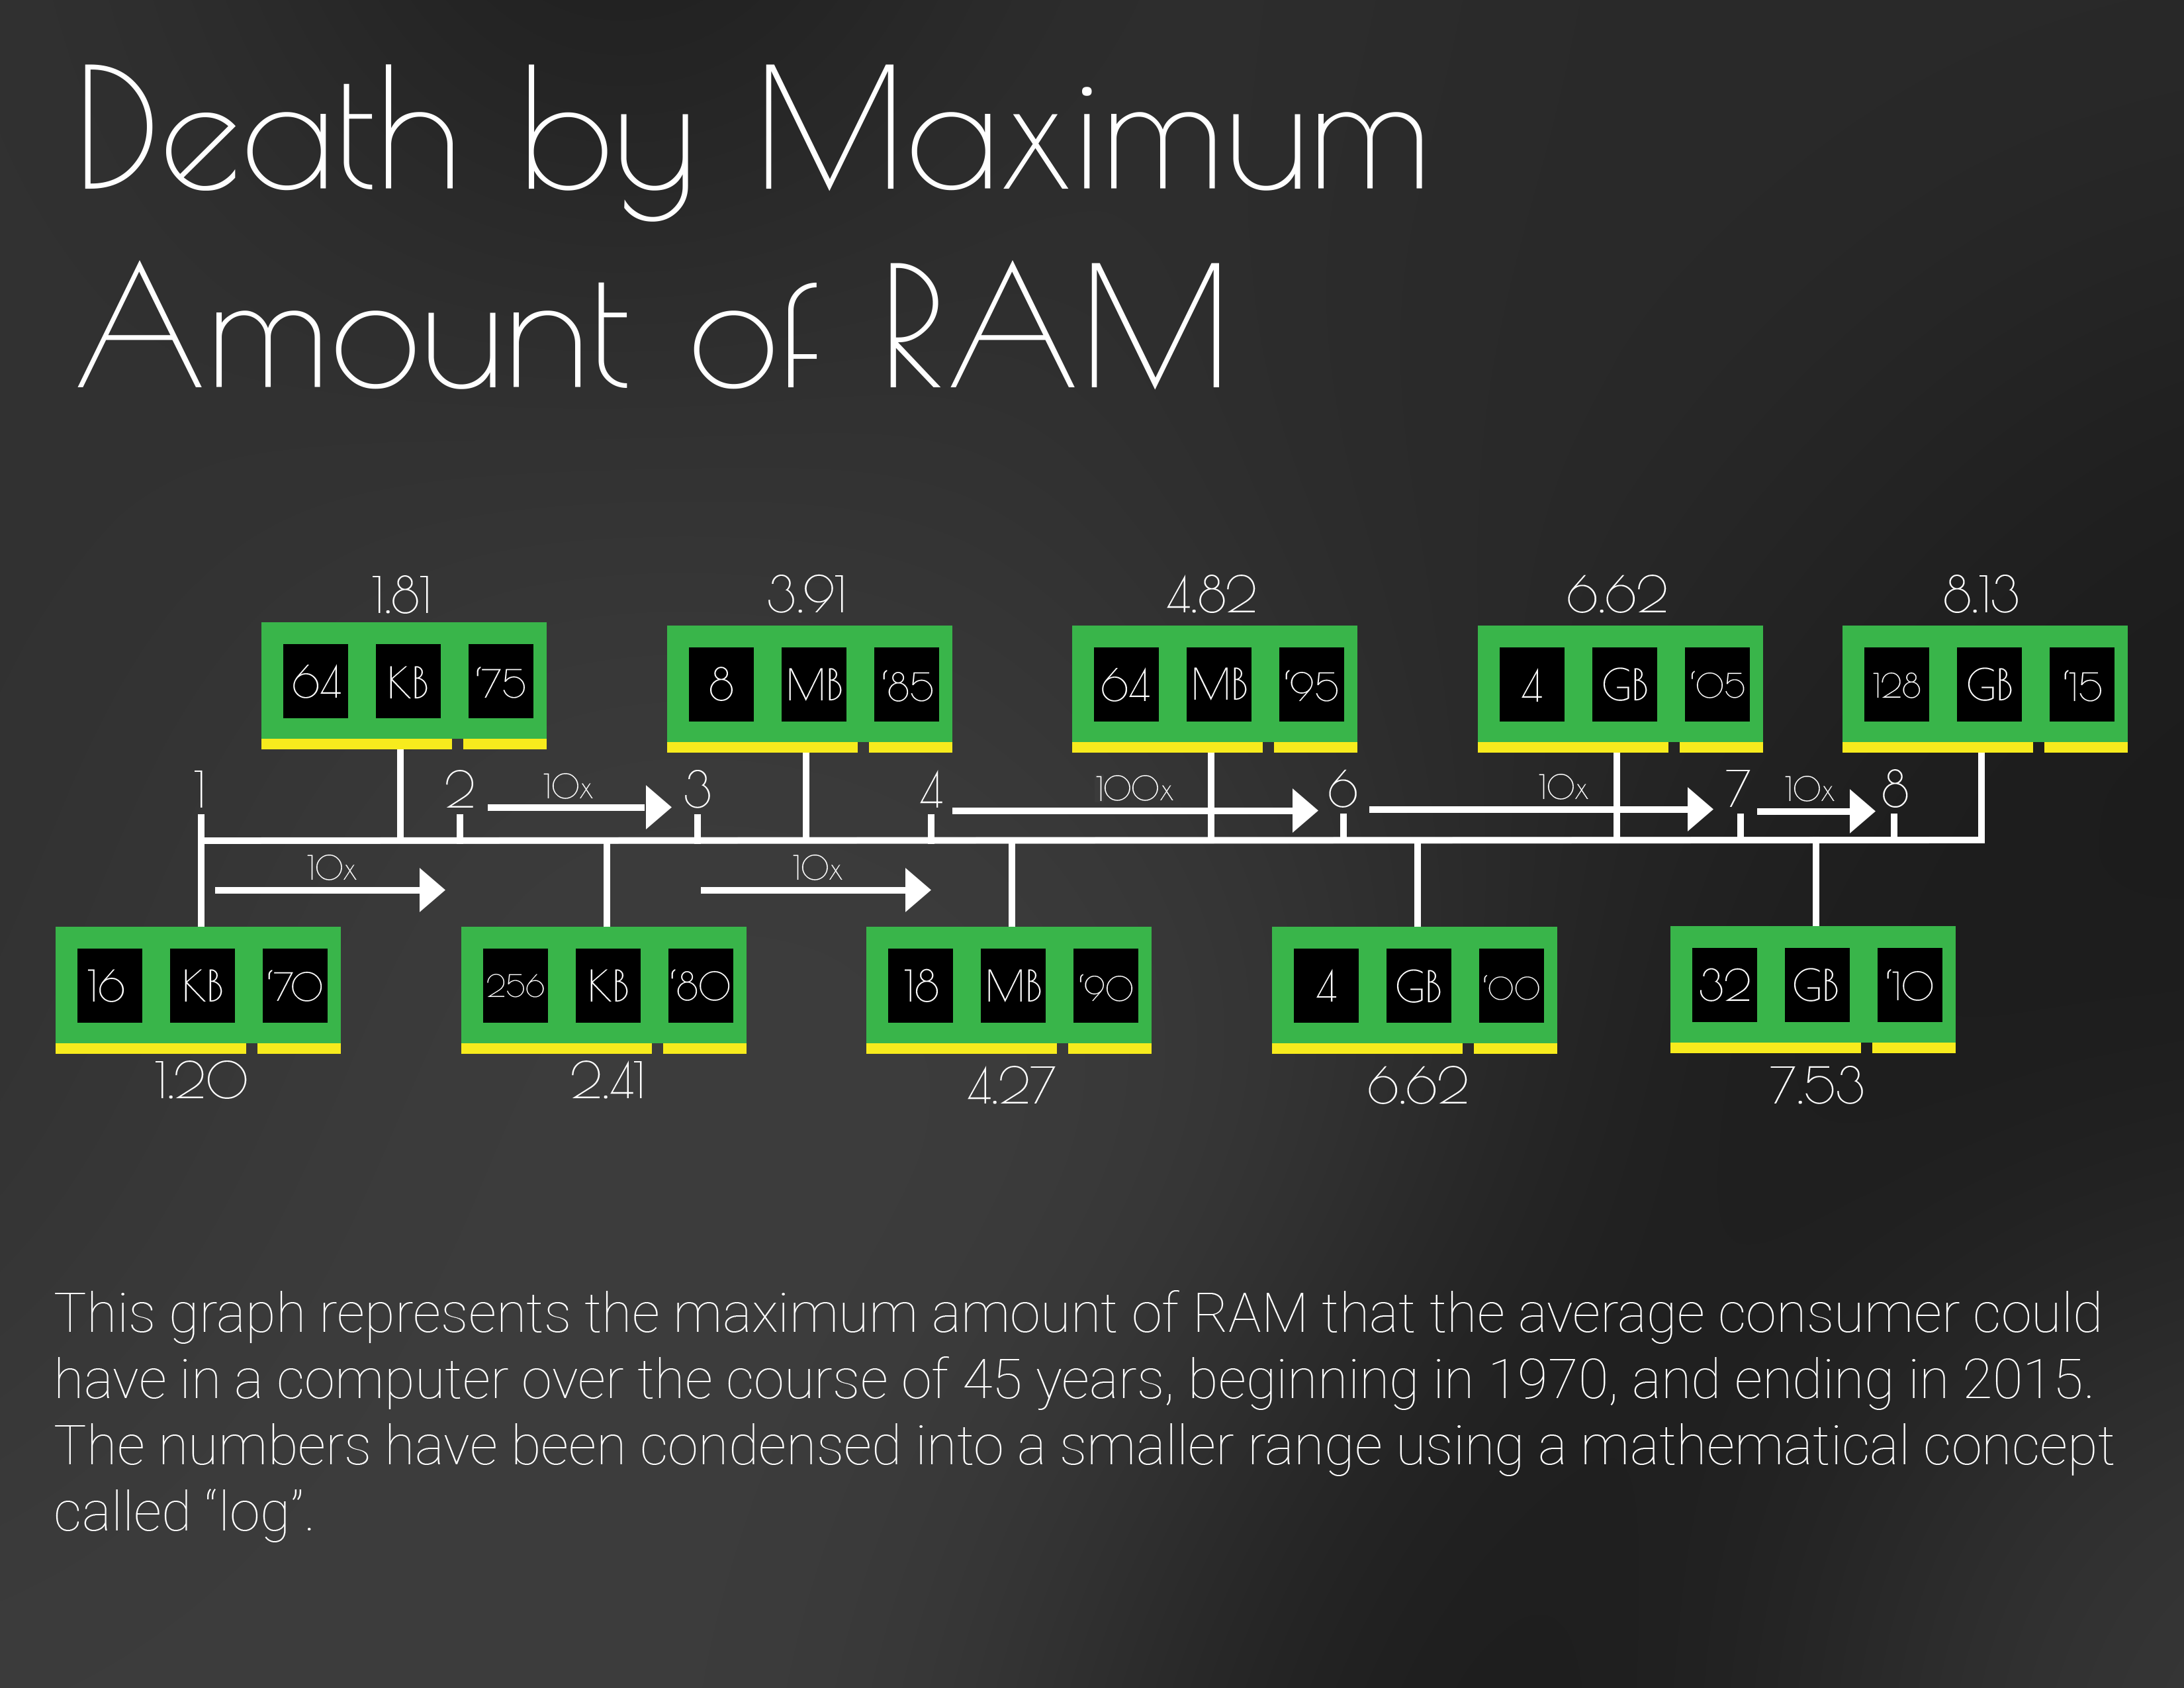 Death by Maximum
Amount of RAM
1.81 3.91 4.82 6.62 8.13
64 KB '75 8 MB '85 64 MB '95 4 GB '05 128 GB '15
1 2 10x 3 4 100x 6 10x 7 10x 8
10x 10x
16 KB '70 256 KB '80 18 MB '90 4 GB '00 32 GB '10
1.20 2.41 4.27 6.62 7.53
This graph represents the maximum amount of RAM that the average consumer could
have in a computer over the course of 45 years, beginning in 1970, and ending in 2015.
The numbers have been condensed into a smaller range using a mathematical concept
called “log”.